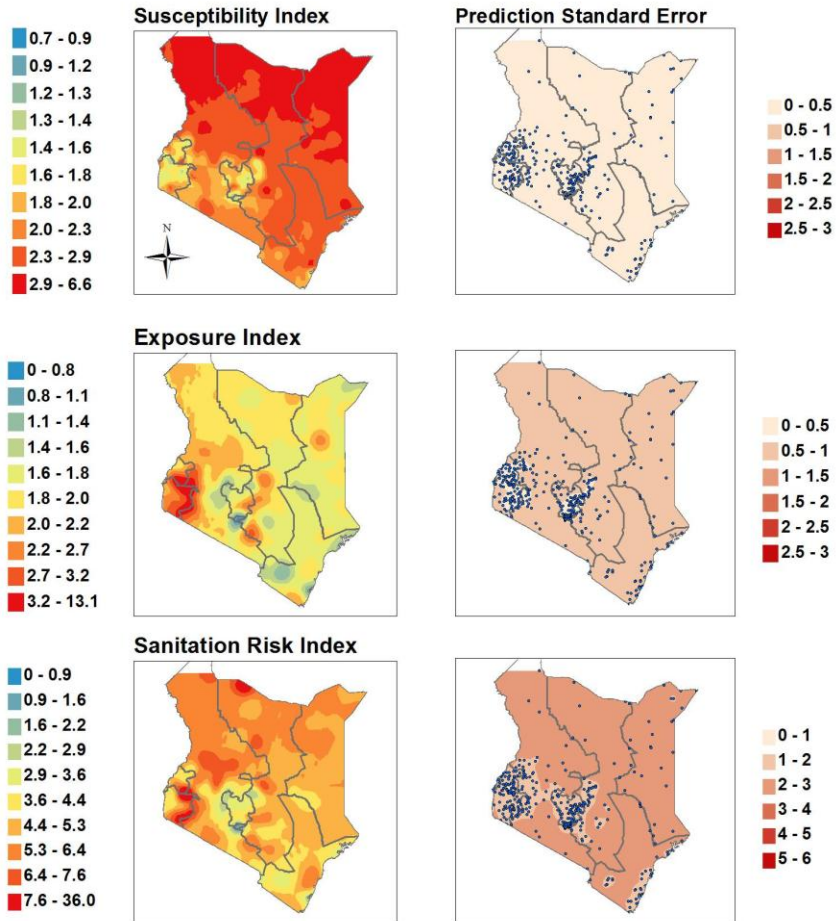 Susceptibility Index
Prediction Standard Error
0.7 - 0.9
0.9 - 1.2
1.2 - 1.3
1.3 - 1.4
1.4 - 1.6
1.6 - 1.8
1.8 - 2.0
2.0 - 2.3
2.3 - 2.9
2.9 - 6.6
N
0 - 0.5
0.5 - 1
1 - 1.5
1.5 - 2
2 - 2.5
2.5 - 3
Exposure Index
0 - 0.8
0.8 - 1.1
1.1 - 1.4
1.4 - 1.6
1.6 - 1.8
1.8 - 2.0
2.0 - 2.2
2.2 - 2.7
2.7 - 3.2
3.2 - 13.1
0 - 0.5
0.5 - 1
1 - 1.5
1.5 - 2
2 - 2.5
2.5 - 3
Sanitation Risk Index
0 - 0.9
0.9 - 1.6
1.6 - 2.2
2.2 - 2.9
2.9 - 3.6
3.6 - 4.4
4.4 - 5.3
5.3 - 6.4
6.4 - 7.6
7.6 - 36.0
0 - 1
1 - 2
2 - 3
3 - 4
4 - 5
5 - 6